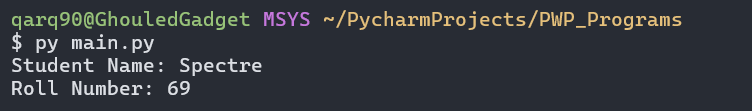 qarq90@GhouledGadget MSYS ~/PycharmProjects/PWP_Programs
$ py main.py
Student Name: Spectre
Roll Number: 69